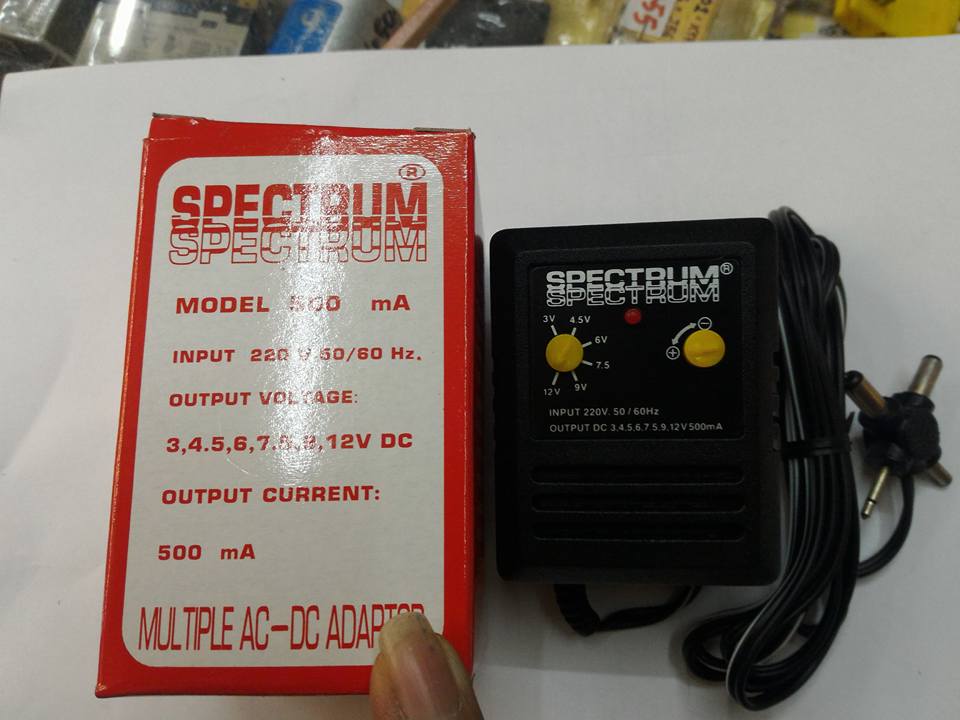 SPECTRUM®
SPECTRUM
MODEL 500 mA
INPUT 220 V 50/60 Hz.
OUTPUT VOLTAGE:
3,4.5,6,7.5,9,12V DC
OUTPUT CURRENT:
500 mA
MULTIPLE AC-DC ADAPTOR
SPECTRUM®
SPECTRUM
3V 4.5V
6V
7.5
12V 9V
⊖
⊕
INPUT 220V. 50/60Hz
OUTPUT DC 3,4.5,6,7.5,9,12V 500mA